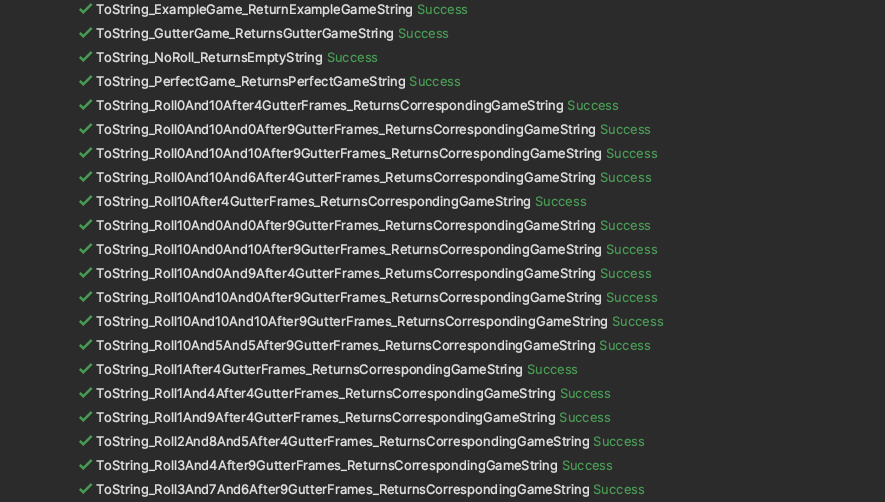 ToString_ExampleGame_ReturnExampleGameString Success
ToString_GutterGame_ReturnsGutterGameString Success
ToString_NoRoll_ReturnsEmptyString Success
ToString_PerfectGame_ReturnsPerfectGameString Success
ToString_Roll0And10After4GutterFrames_ReturnsCorrespondingGameString Success
ToString_Roll0And10And0After9GutterFrames_ReturnsCorrespondingGameString Success
ToString_Roll0And10And10After9GutterFrames_ReturnsCorrespondingGameString Success
ToString_Roll0And10And6After4GutterFrames_ReturnsCorrespondingGameString Success
ToString_Roll10After4GutterFrames_ReturnsCorrespondingGameString Success
ToString_Roll10And0And0After9GutterFrames_ReturnsCorrespondingGameString Success
ToString_Roll10And0And10After9GutterFrames_ReturnsCorrespondingGameString Success
ToString_Roll10And0And9After4GutterFrames_ReturnsCorrespondingGameString Success
ToString_Roll10And10And0After9GutterFrames_ReturnsCorrespondingGameString Success
ToString_Roll10And10And10After9GutterFrames_ReturnsCorrespondingGameString Success
ToString_Roll10And5And5After9GutterFrames_ReturnsCorrespondingGameString Success
ToString_Roll1After4GutterFrames_ReturnsCorrespondingGameString Success
ToString_Roll1And4After4GutterFrames_ReturnsCorrespondingGameString Success
ToString_Roll1And9After4GutterFrames_ReturnsCorrespondingGameString Success
ToString_Roll2And8And5After4GutterFrames_ReturnsCorrespondingGameString Success
ToString_Roll3And4After9GutterFrames_ReturnsCorrespondingGameString Success
ToString_Roll3And7And6After9GutterFrames_ReturnsCorrespondingGameString Success